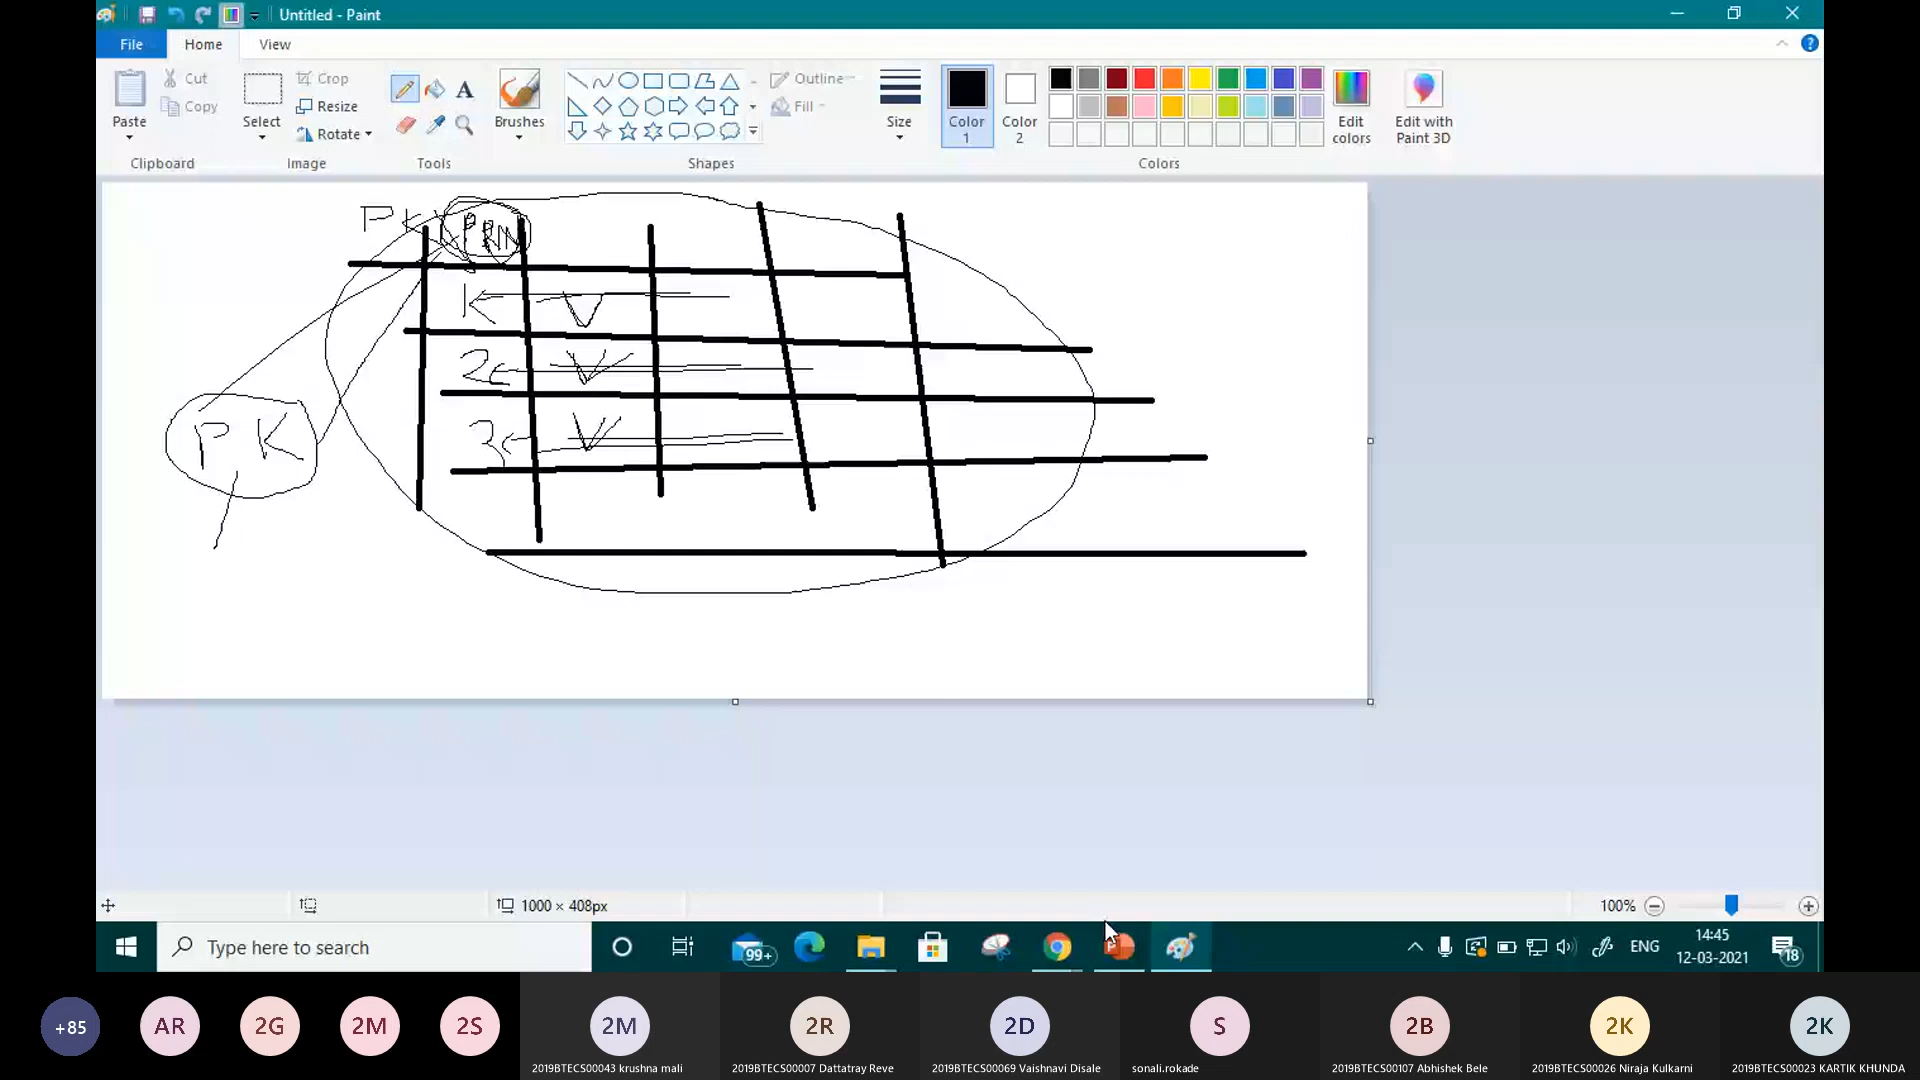 Untitled - Paint
File Home View
Paste
Cut
Copy
Clipboard
Select
Crop
Resize
Rotate
Image
Tools
Brushes
Shapes
Outline
Fill
Size
Color 1
Color 2
Colors
Edit colors
Edit with Paint 3D
PK PRN
1 V
2 V
3 V
PK
1000 × 408px
100%
Type here to search
99+
ENG
14:45
12-03-2021
18
+85 AR 2G 2M 2S 2M 2R 2D S 2B 2K 2K
2019BTECS00043 krushna mali
2019BTECS00007 Dattatray Reve
2019BTECS00069 Vaishnavi Disale
sonali.rokade
2019BTECS00107 Abhishek Bele
2019BTECS00026 Niraja Kulkarni
2019BTECS00023 KARTIK KHUNDA